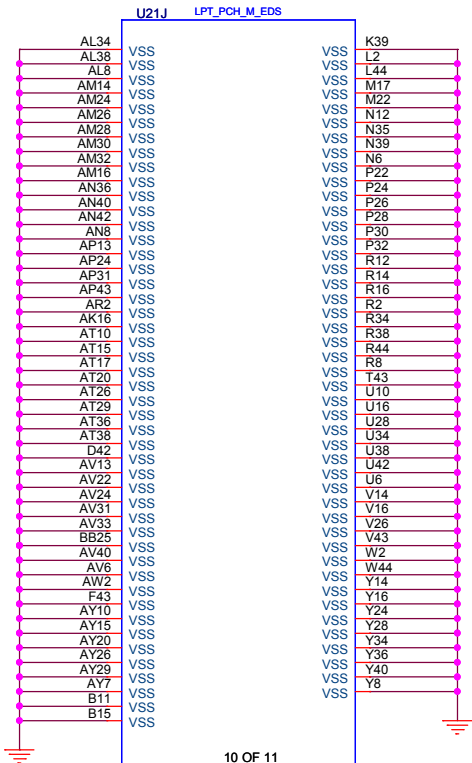 U21J LPT_PCH_M_EDS
AL34 VSS
AL38 VSS
AL8 VSS
AM14 VSS
AM24 VSS
AM26 VSS
AM28 VSS
AM30 VSS
AM32 VSS
AM16 VSS
AN36 VSS
AN40 VSS
AN42 VSS
AN8 VSS
AP13 VSS
AP24 VSS
AP31 VSS
AP43 VSS
AR2 VSS
AK16 VSS
AT10 VSS
AT15 VSS
AT17 VSS
AT20 VSS
AT26 VSS
AT29 VSS
AT36 VSS
AT38 VSS
D42 VSS
AV13 VSS
AV22 VSS
AV24 VSS
AV31 VSS
AV33 VSS
BB25 VSS
AV40 VSS
AV6 VSS
AW2 VSS
F43 VSS
AY10 VSS
AY15 VSS
AY20 VSS
AY26 VSS
AY29 VSS
AY7 VSS
B11 VSS
B15 VSS
VSS K39
VSS L2
VSS L44
VSS M17
VSS M22
VSS N12
VSS N35
VSS N39
VSS N6
VSS P22
VSS P24
VSS P26
VSS P28
VSS P30
VSS P32
VSS R12
VSS R14
VSS R16
VSS R2
VSS R34
VSS R38
VSS R44
VSS R8
VSS T43
VSS U10
VSS U16
VSS U28
VSS U34
VSS U38
VSS U42
VSS U6
VSS V14
VSS V16
VSS V26
VSS V43
VSS W2
VSS W44
VSS Y14
VSS Y16
VSS Y24
VSS Y28
VSS Y34
VSS Y36
VSS Y40
VSS Y8
10 OF 11